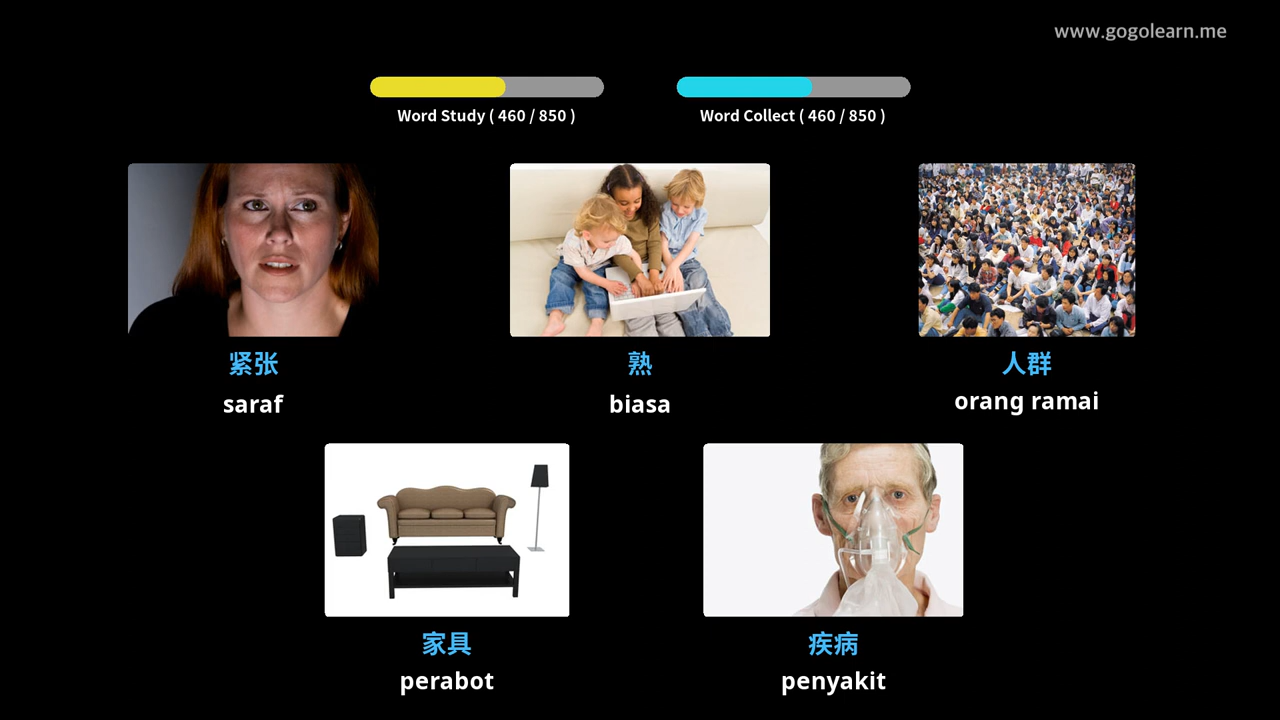 www.gogolearn.me
Word Study ( 460 / 850 )
Word Collect ( 460 / 850 )
紧张
熟
人群
saraf
biasa
orang ramai
家具
疾病
perabot
penyakit